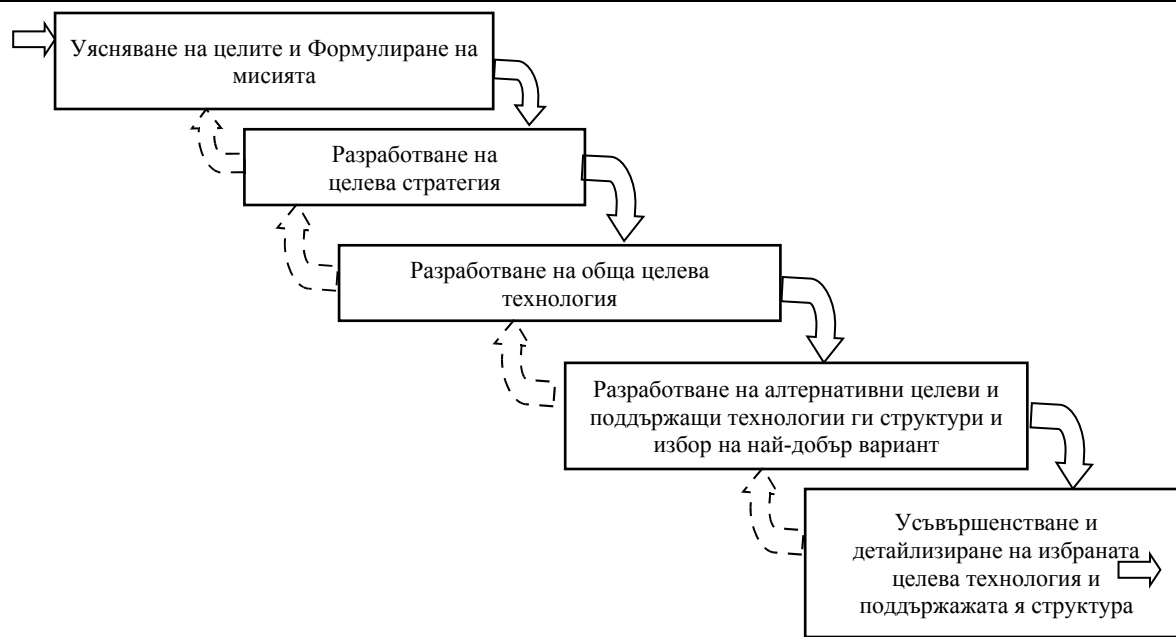 Уясняване на целите и Формулиране на
мисията
Разработване на
целева стратегия
Разработване на обща целева
технология
Разработване на алтернативни целеви и
поддържащи технологии ги структури и
избор на най-добър вариант
Усъвършенстване и
детайлизиране на избраната
целева технология и
поддържажата я структура